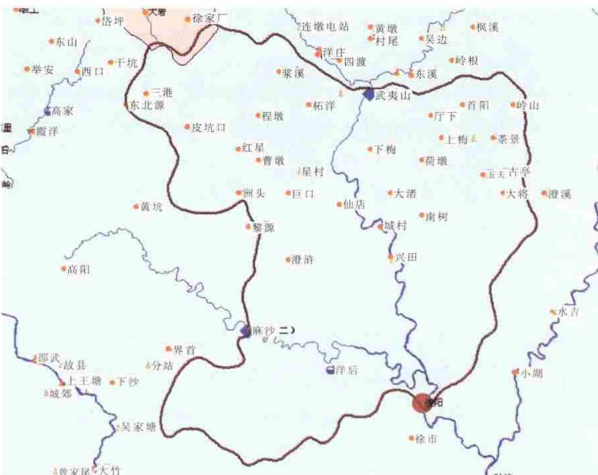 岱坪
徐家厂
连墩电站
黄墩
枫溪
村尾
吴边
东山
洋庄
四渡
岭根
干坑
举安
西口
浆溪
东溪
三港
武夷山
东北源
柘洋
首阳
岭山
高家
程墩
厅下
皮坑口
霞洋
上梅
茶景
红星
下梅
曹墩
荷墩
星村
古亭
洲头
巨口
大渚
大将
澄溪
黄坑
仙店
南树
黎源
城村
澄浒
兴田
高阳
水吉
麻沙
二）
界首
邵武
故县
分站
洋后
小湖
上王塘
下沙
城郊
阳
吴家塘
徐市
曾家尾
大竹